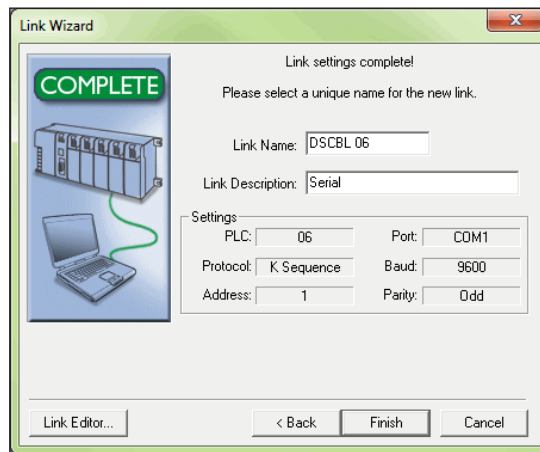 Link Wizard
COMPLETE
Link settings complete!
Please select a unique name for the new link.
Link Name: DSCBL 06
Link Description: Serial
Settings
PLC: 06 Port: COM1
Protocol: K Sequence Baud: 9600
Address: 1 Parity: Odd
Link Editor... < Back Finish Cancel